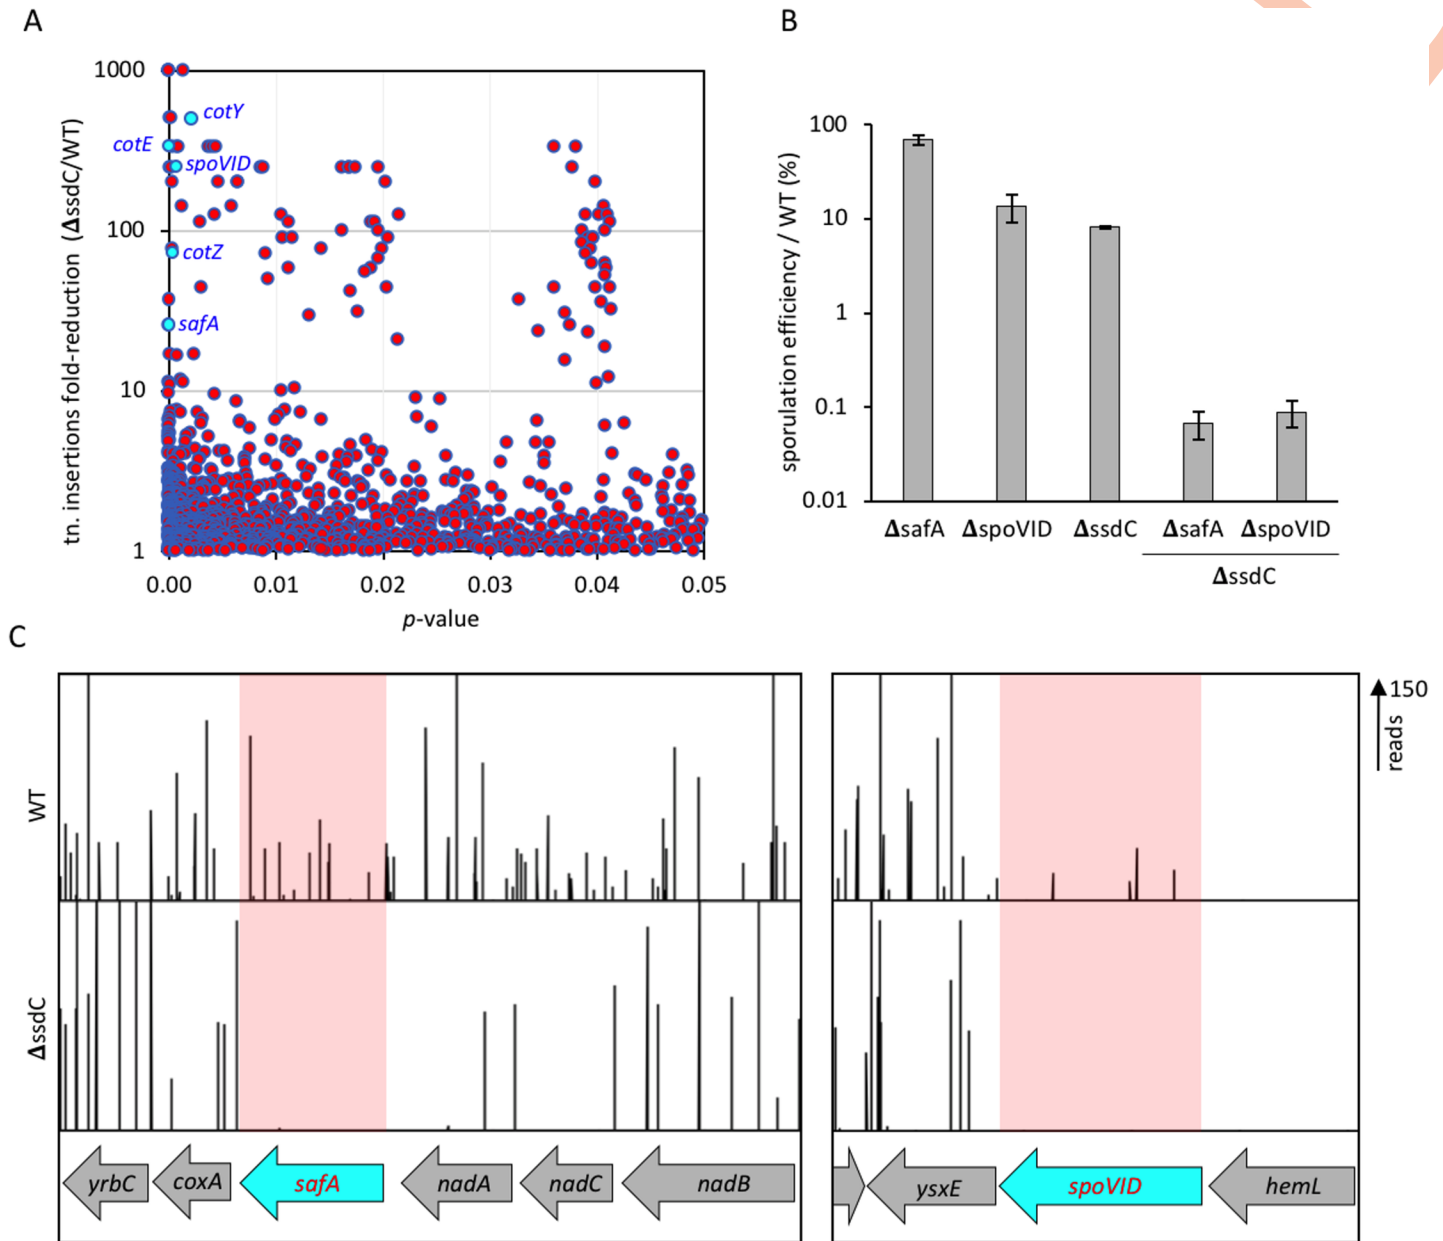 A
tn. insertions fold-reduction (ΔssdC/WT)
1000
100
10
1
cotY
cotE
spoVID
cotZ
safA
0.00 0.01 0.02 0.03 0.04 0.05
p-value
B
sporulation efficiency / WT (%)
100
10
1
0.1
0.01
ΔsafA ΔspoVID ΔssdC ΔsafA ΔspoVID
ΔssdC
C
WT
ΔssdC
150
reads
yrbC coxA safA nadA nadC nadB
ysxE spoVID hemL